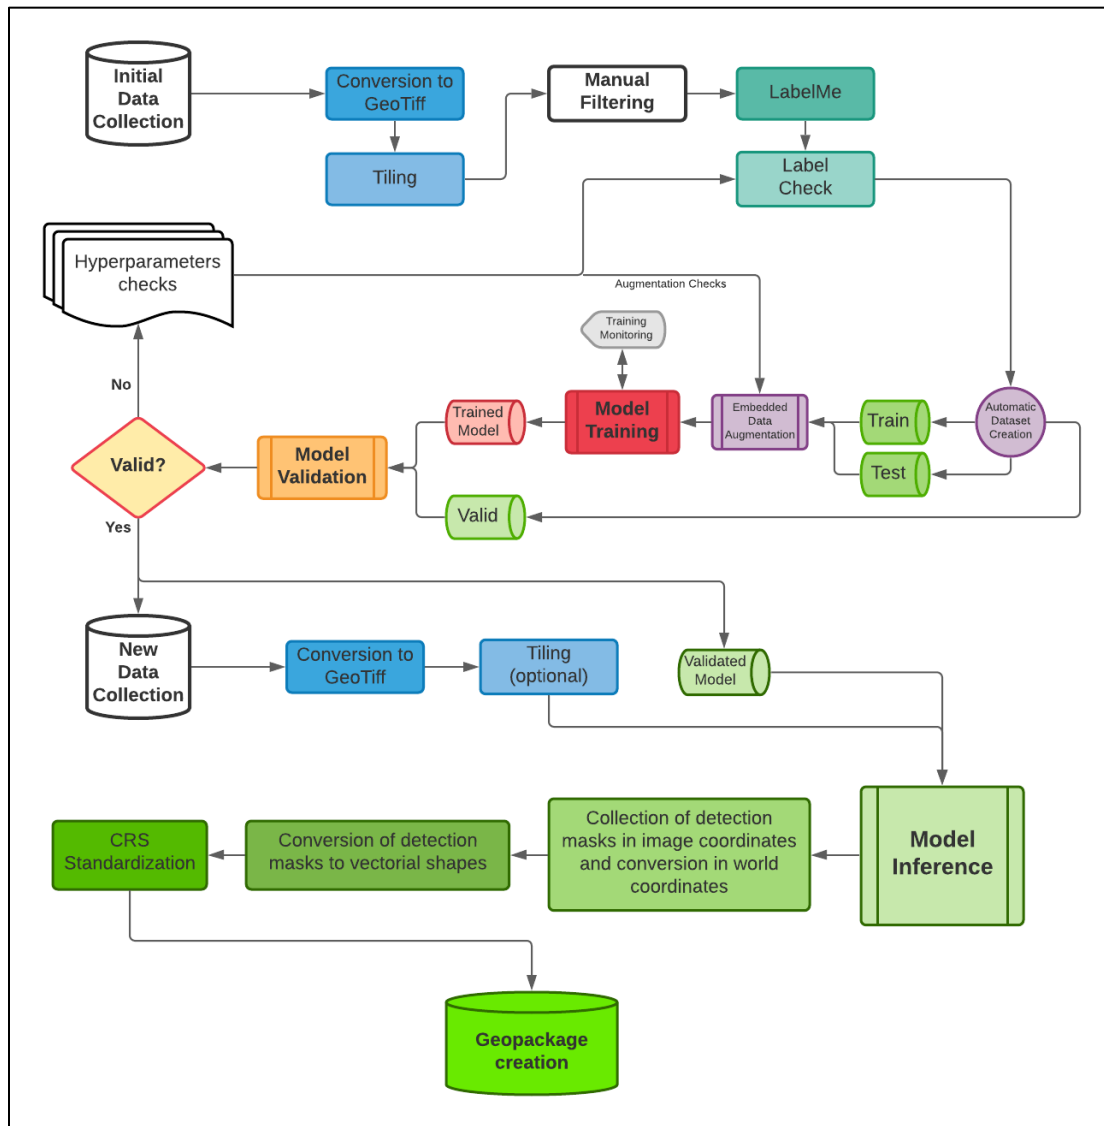 Initial
Data
Collection
Conversion to
GeoTiff
Tiling
Manual
Filtering
LabelMe
Label
Check
Hyperparameters
checks
Augmentation Checks
Training
Monitoring
No
Trained
Model
Model
Training
Embedded
Data
Augmentation
Train
Automatic
Dataset
Creation
Valid?
Model
Validation
Test
Valid
Yes
New
Data
Collection
Conversion to
GeoTiff
Tiling
(optional)
Validated
Model
CRS
Standardization
Conversion of detection
masks to vectorial shapes
Collection of detection
masks in image coordinates
and conversion in world
coordinates
Model
Inference
Geopackage
creation